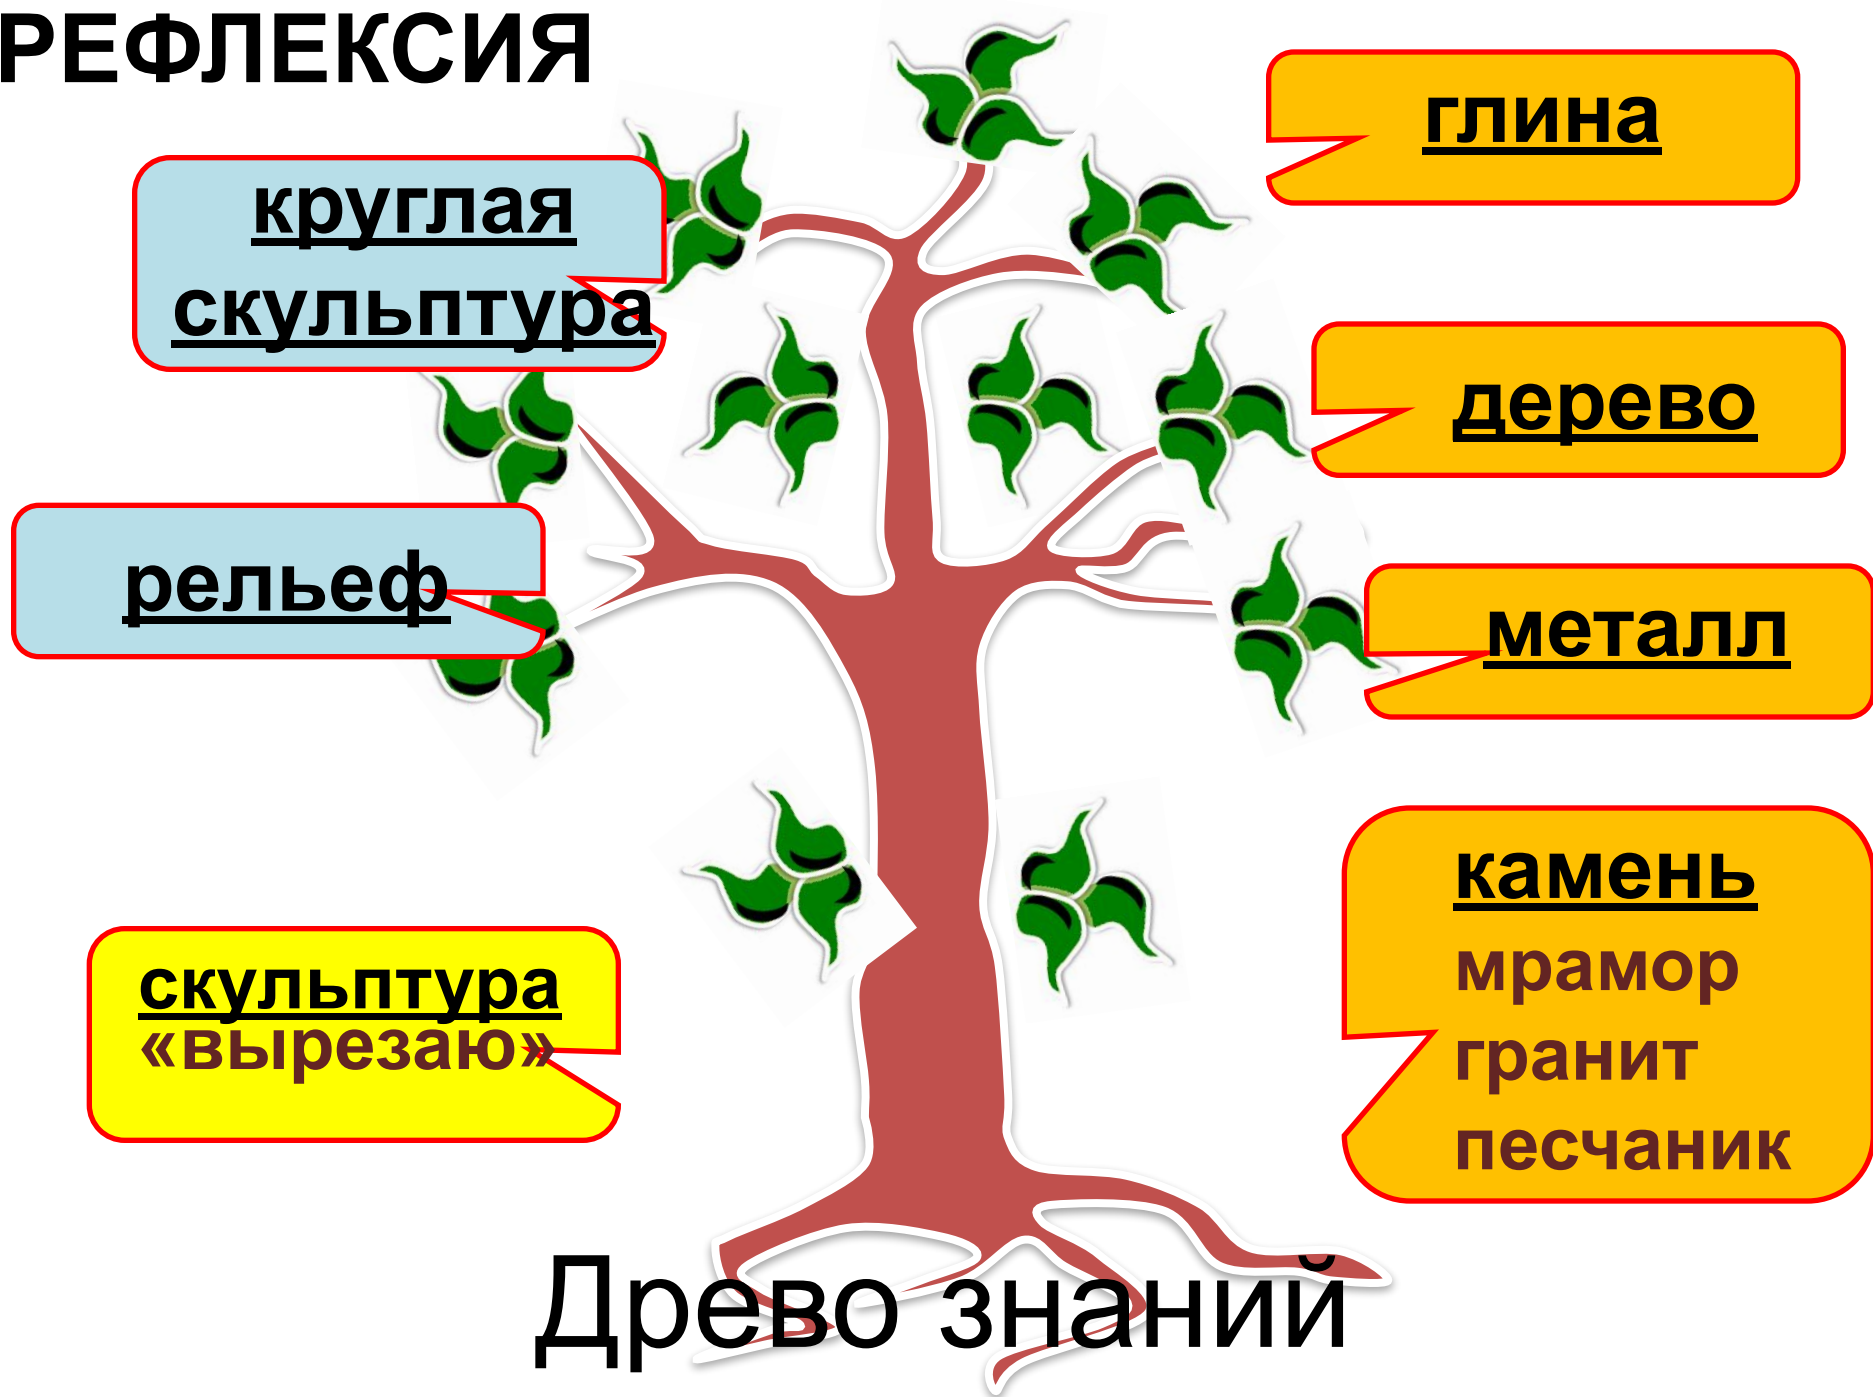 РЕФЛЕКСИЯ
круглая
скульптура
рельеф
скульптура
«вырезаю»
глина
дерево
металл
камень
мрамор
гранит
песчаник
Древо знаний